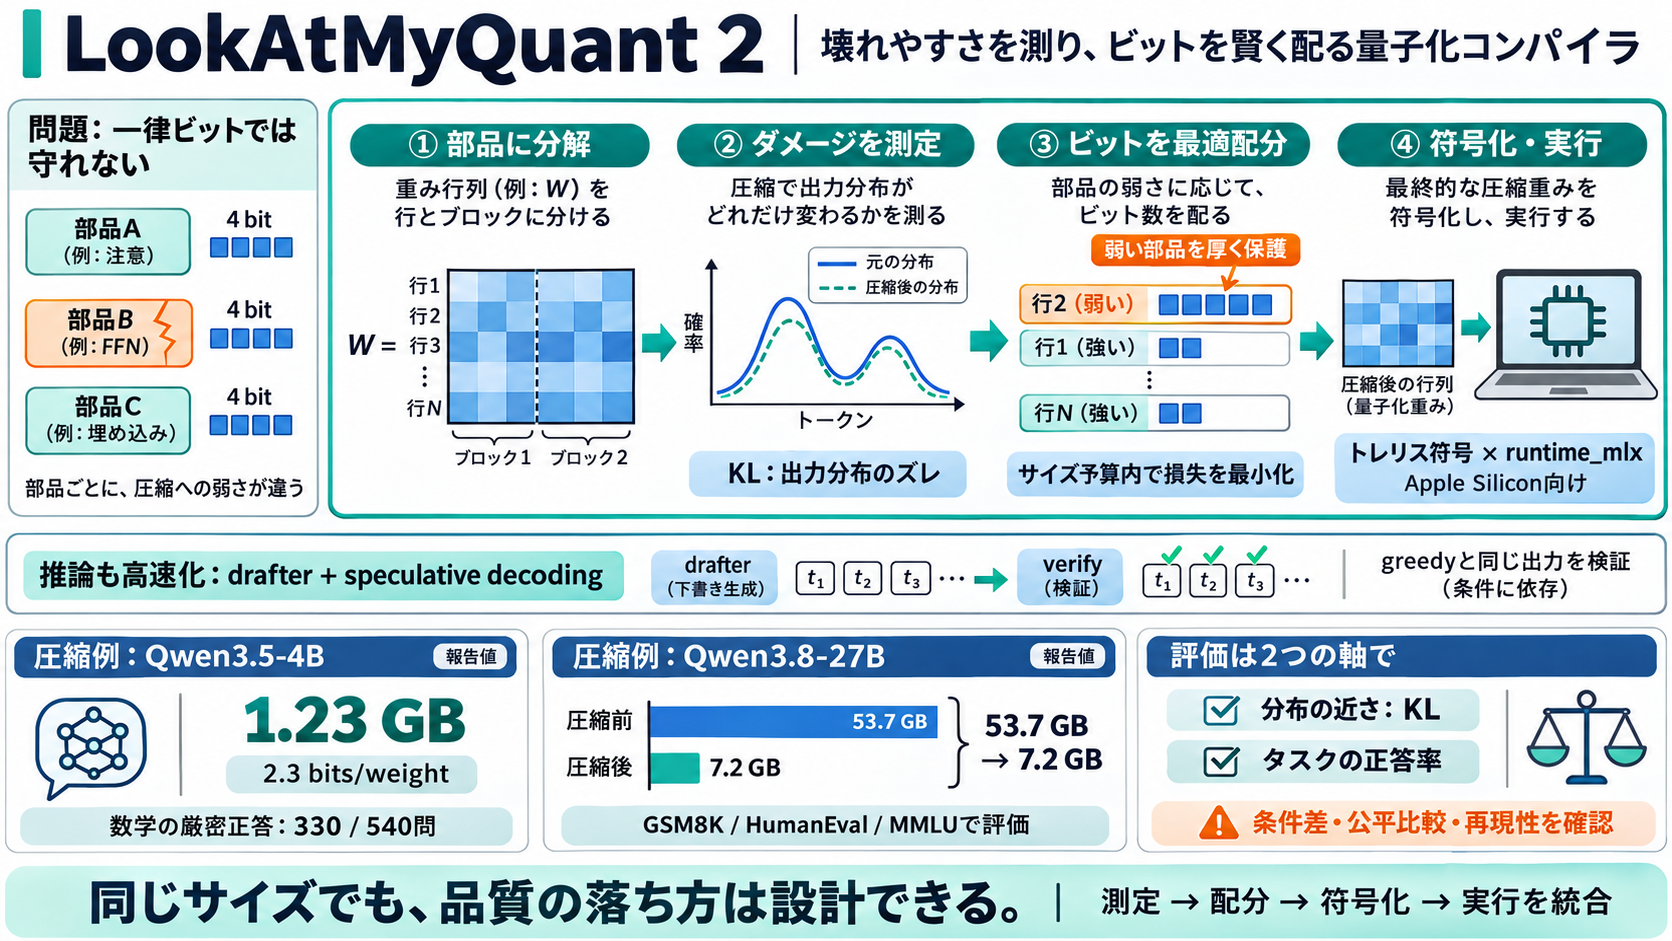 LookAtMyQuant 2
壊れやすさを測り、ビットを賢く配る量子化コンパイラ
問題：一律ビットでは
守れない
部品A
（例：注意）
4 bit
部品B
（例：FFN）
4 bit
部品C
（例：埋め込み）
4 bit
部品ごとに、圧縮への弱さが違う
① 部品に分解
重み行列（例：W）を
行とブロックに分ける
W =
行1
行2
行3
⋮
行N
ブロック1
ブロック2
② ダメージを測定
圧縮で出力分布が
どれだけ変わるかを測る
元の分布
圧縮後の分布
確率
トークン
KL：出力分布のズレ
③ ビットを最適配分
部品の弱さに応じて、
ビット数を配る
弱い部品を厚く保護
行2（弱い）
行1（強い）
⋮
行N（強い）
サイズ予算内で損失を最小化
④ 符号化・実行
最終的な圧縮重みを
符号化し、実行する
圧縮後の行列
（量子化重み）
トレリス符号 × runtime_mlx
Apple Silicon向け
推論も高速化：drafter + speculative decoding
drafter
（下書き生成）
t1 t2 t3 …
verify
（検証）
t1 t2 t3 …
greedyと同じ出力を検証
（条件に依存）
圧縮例：Qwen3.5-4B
報告値
1.23 GB
2.3 bits/weight
数学の厳密正答：330 / 540問
圧縮例：Qwen3.8-27B
報告値
圧縮前
53.7 GB
圧縮後
7.2 GB
53.7 GB
→ 7.2 GB
GSM8K / HumanEval / MMLUで評価
評価は2つの軸で
分布の近さ：KL
タスクの正答率
条件差・公平比較・再現性を確認
同じサイズでも、品質の落ち方は設計できる。
測定 → 配分 → 符号化 → 実行を統合